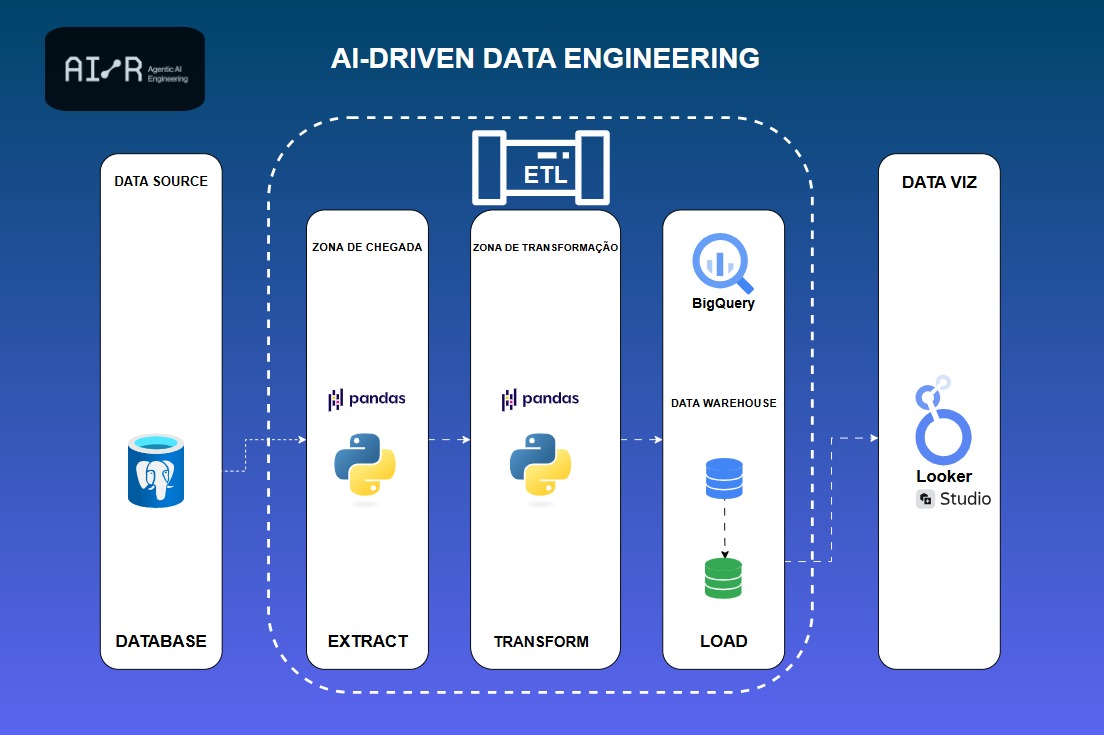 AI-R Agentic AI
Engineering
AI-DRIVEN DATA ENGINEERING
ETL
DATA SOURCE
DATABASE
ZONA DE CHEGADA
pandas
EXTRACT
ZONA DE TRANSFORMAÇÃO
pandas
TRANSFORM
BigQuery
DATA WAREHOUSE
LOAD
DATA VIZ
Looker
Studio